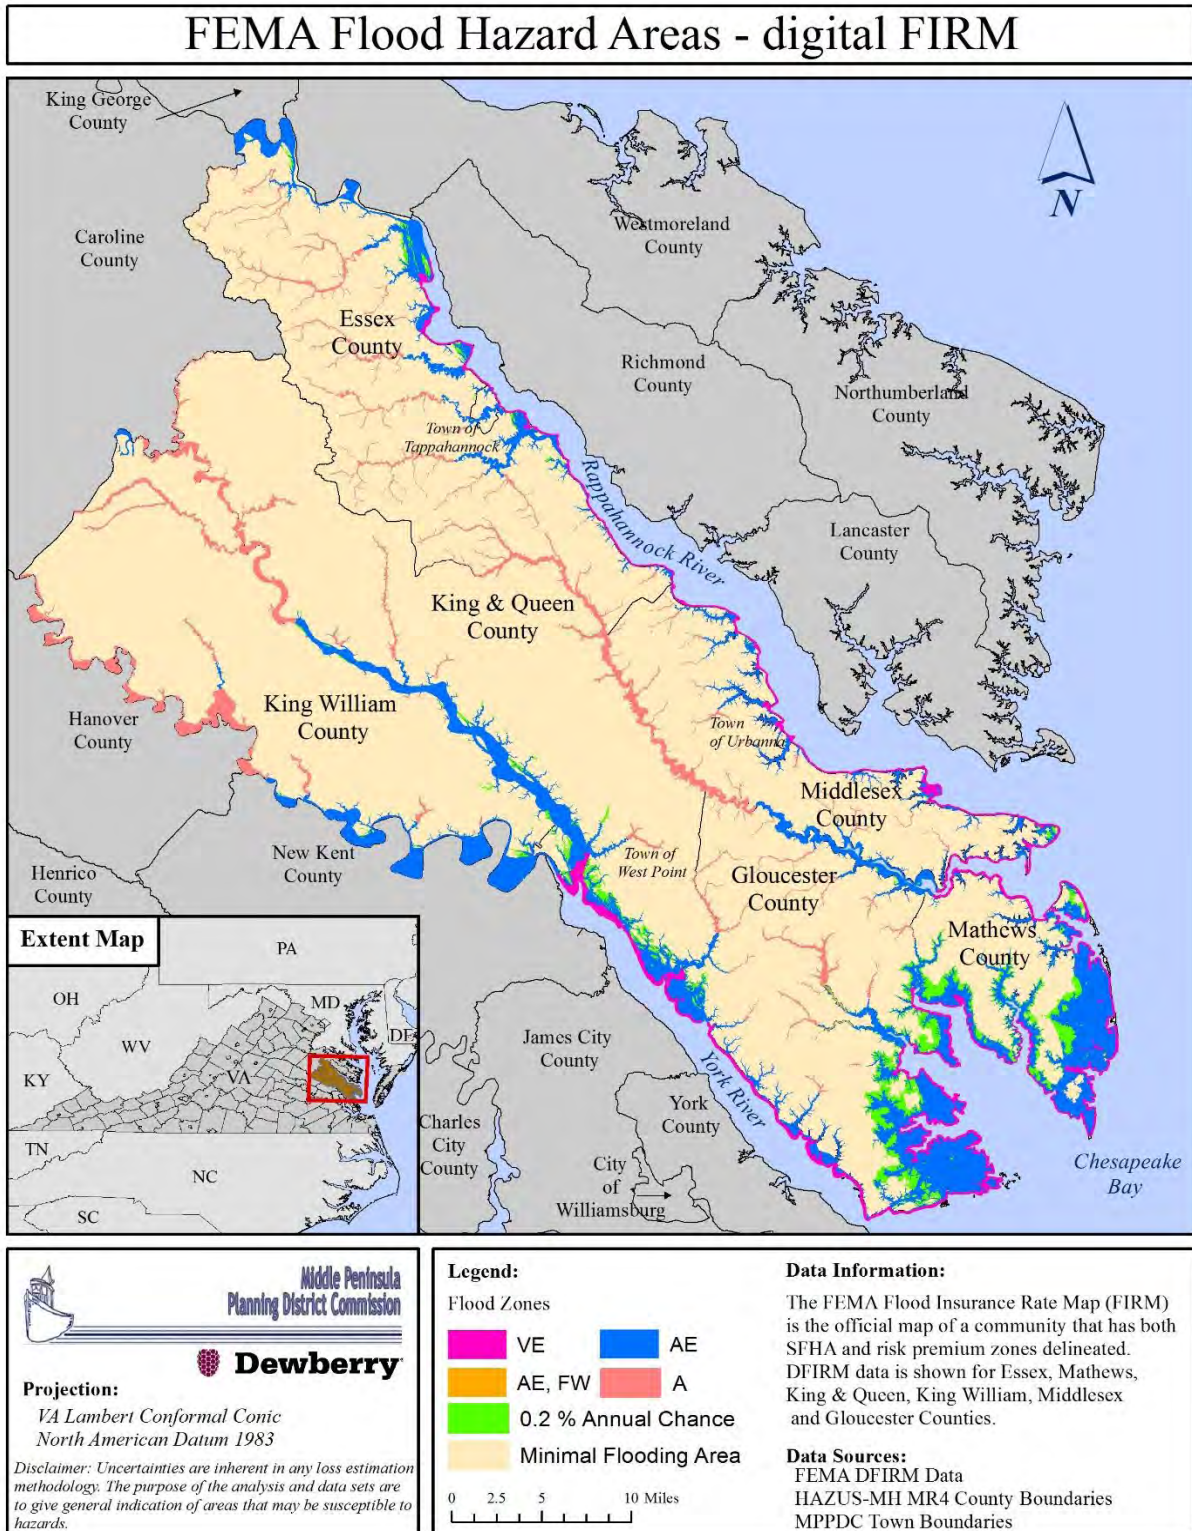 FEMA Flood Hazard Areas - digital FIRM
King George
County
Caroline
County
Westmoreland
County
Essex
County
Richmond
County
Northumberland
County
Town of
Tappahannock
Rappahannock River
Lancaster
County
King & Queen
County
King William
County
Hanover
County
Town
of Urbanna
Middlesex
County
New Kent
County
Town of
West Point
Henrico
County
Gloucester
County
Mathews
County
James City
County
York River
York
County
Charles
City
County
City
of
Williamsburg
Chesapeake
Bay
N
Extent Map
PA
OH
MD
DE
WV
KY
VA
TN
NC
SC
Middle Peninsula
Planning District Commission
Dewberry
Projection:
VA Lambert Conformal Conic
North American Datum 1983
Disclaimer: Uncertainties are inherent in any loss estimation
methodology. The purpose of the analysis and data sets are
to give general indication of areas that may be susceptible to
hazards.
Legend:
Flood Zones
VE
AE
AE, FW
A
0.2 % Annual Chance
Minimal Flooding Area
0 2.5 5 10 Miles
Data Information:
The FEMA Flood Insurance Rate Map (FIRM)
is the official map of a community that has both
SFHA and risk premium zones delineated.
DFIRM data is shown for Essex, Mathews,
King & Queen, King William, Middlesex
and Gloucester Counties.
Data Sources:
FEMA DFIRM Data
HAZUS-MH MR4 County Boundaries
MPPDC Town Boundaries